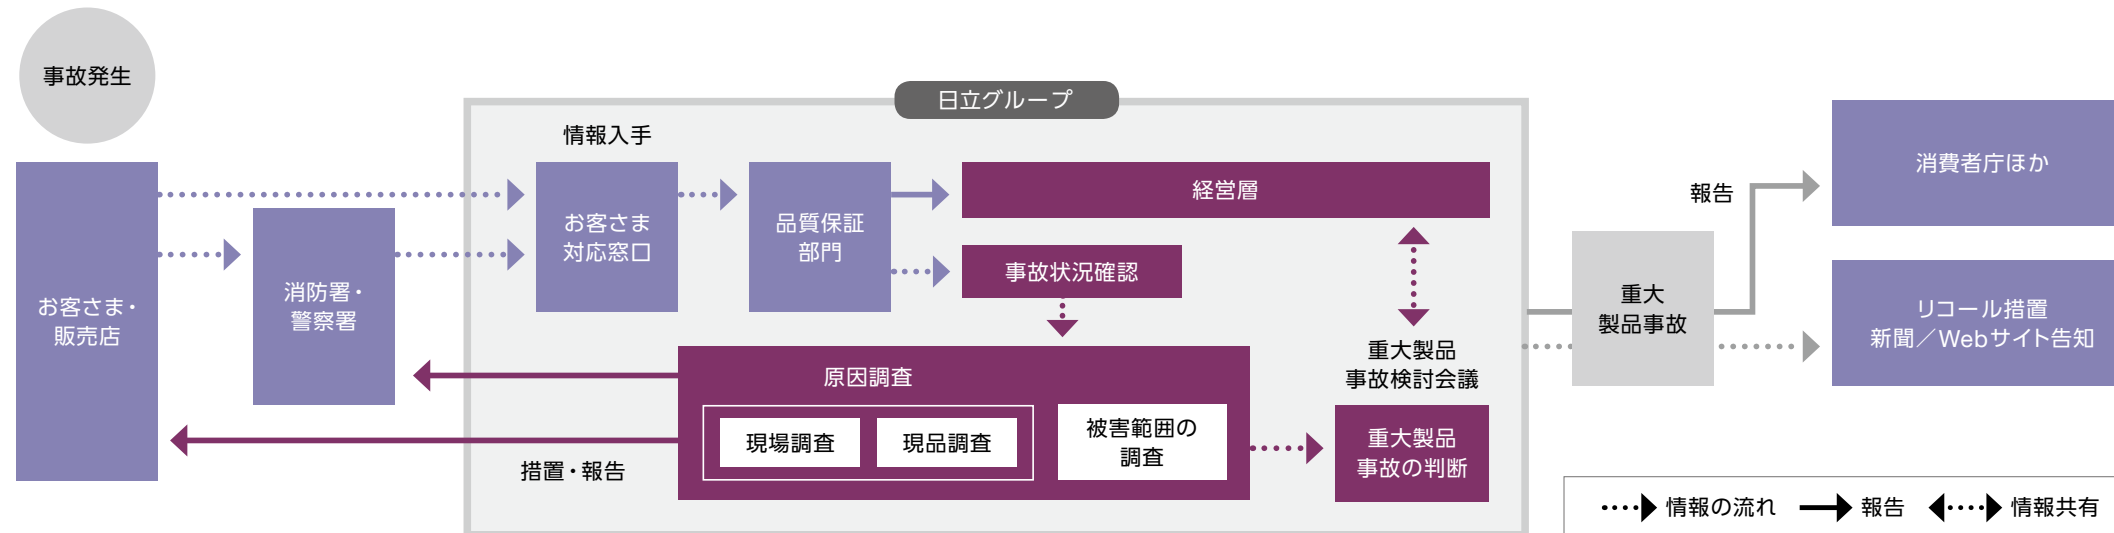 事故発生
日立グループ
情報入手
お客さま・
販売店
消防署・
警察署
お客さま
対応窓口
品質保証
部門
経営層
事故状況確認
原因調査
現場調査
現品調査
被害範囲の
調査
措置・報告
重大製品
事故検討会議
重大製品
事故の判断
重大
製品事故
報告
消費者庁ほか
リコール措置
新聞／Webサイト告知
情報の流れ
報告
情報共有